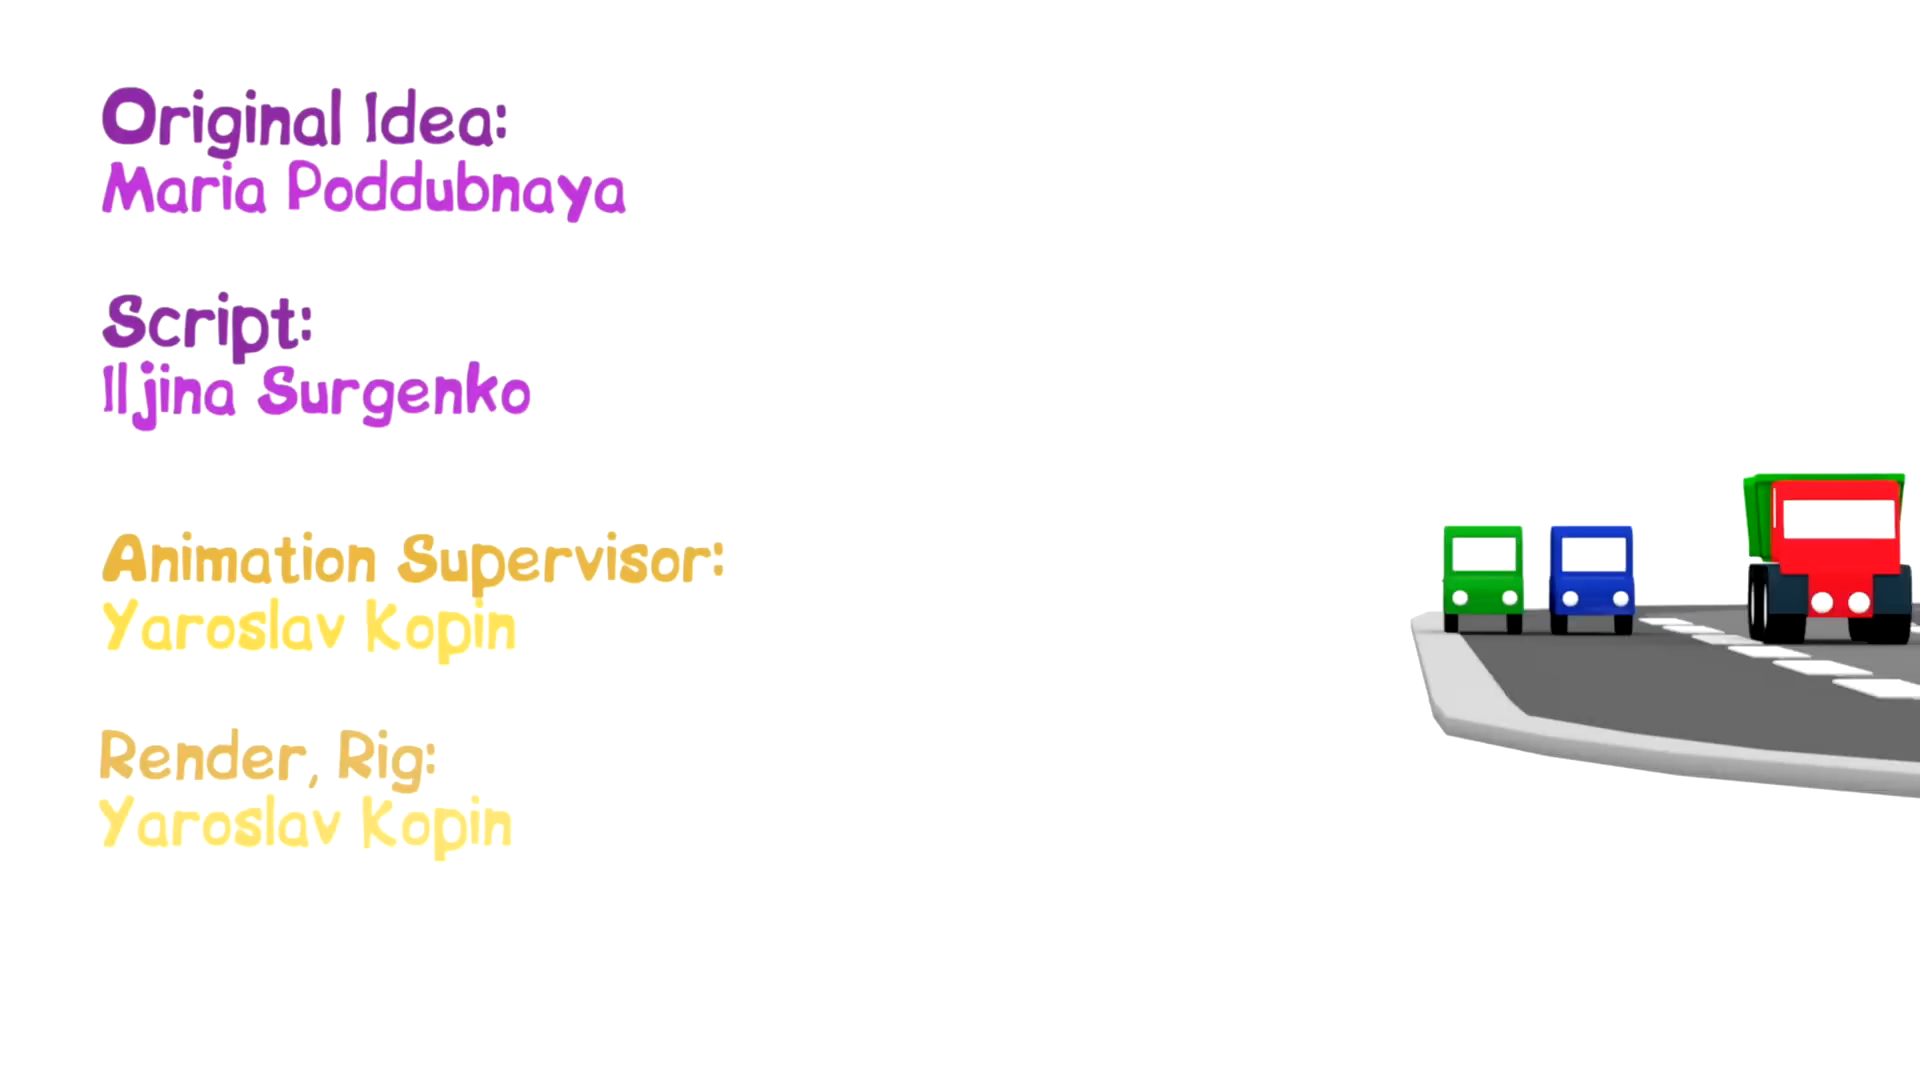 Original Idea:
Maria Poddubnaya
Script:
Iljina Surgenko
Animation Supervisor:
Yaroslav Kopin
Render, Rig:
Yaroslav Kopin